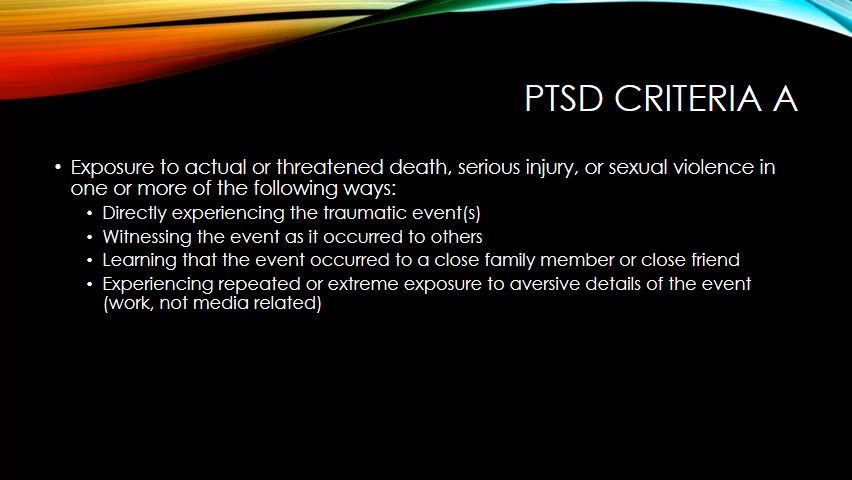 PTSD CRITERIA A
• Exposure to actual or threatened death, serious injury, or sexual violence in
one or more of the following ways:
• Directly experiencing the traumatic event(s)
• Witnessing the event as it occurred to others
• Learning that the event occurred to a close family member or close friend
• Experiencing repeated or extreme exposure to aversive details of the event
(work, not media related)